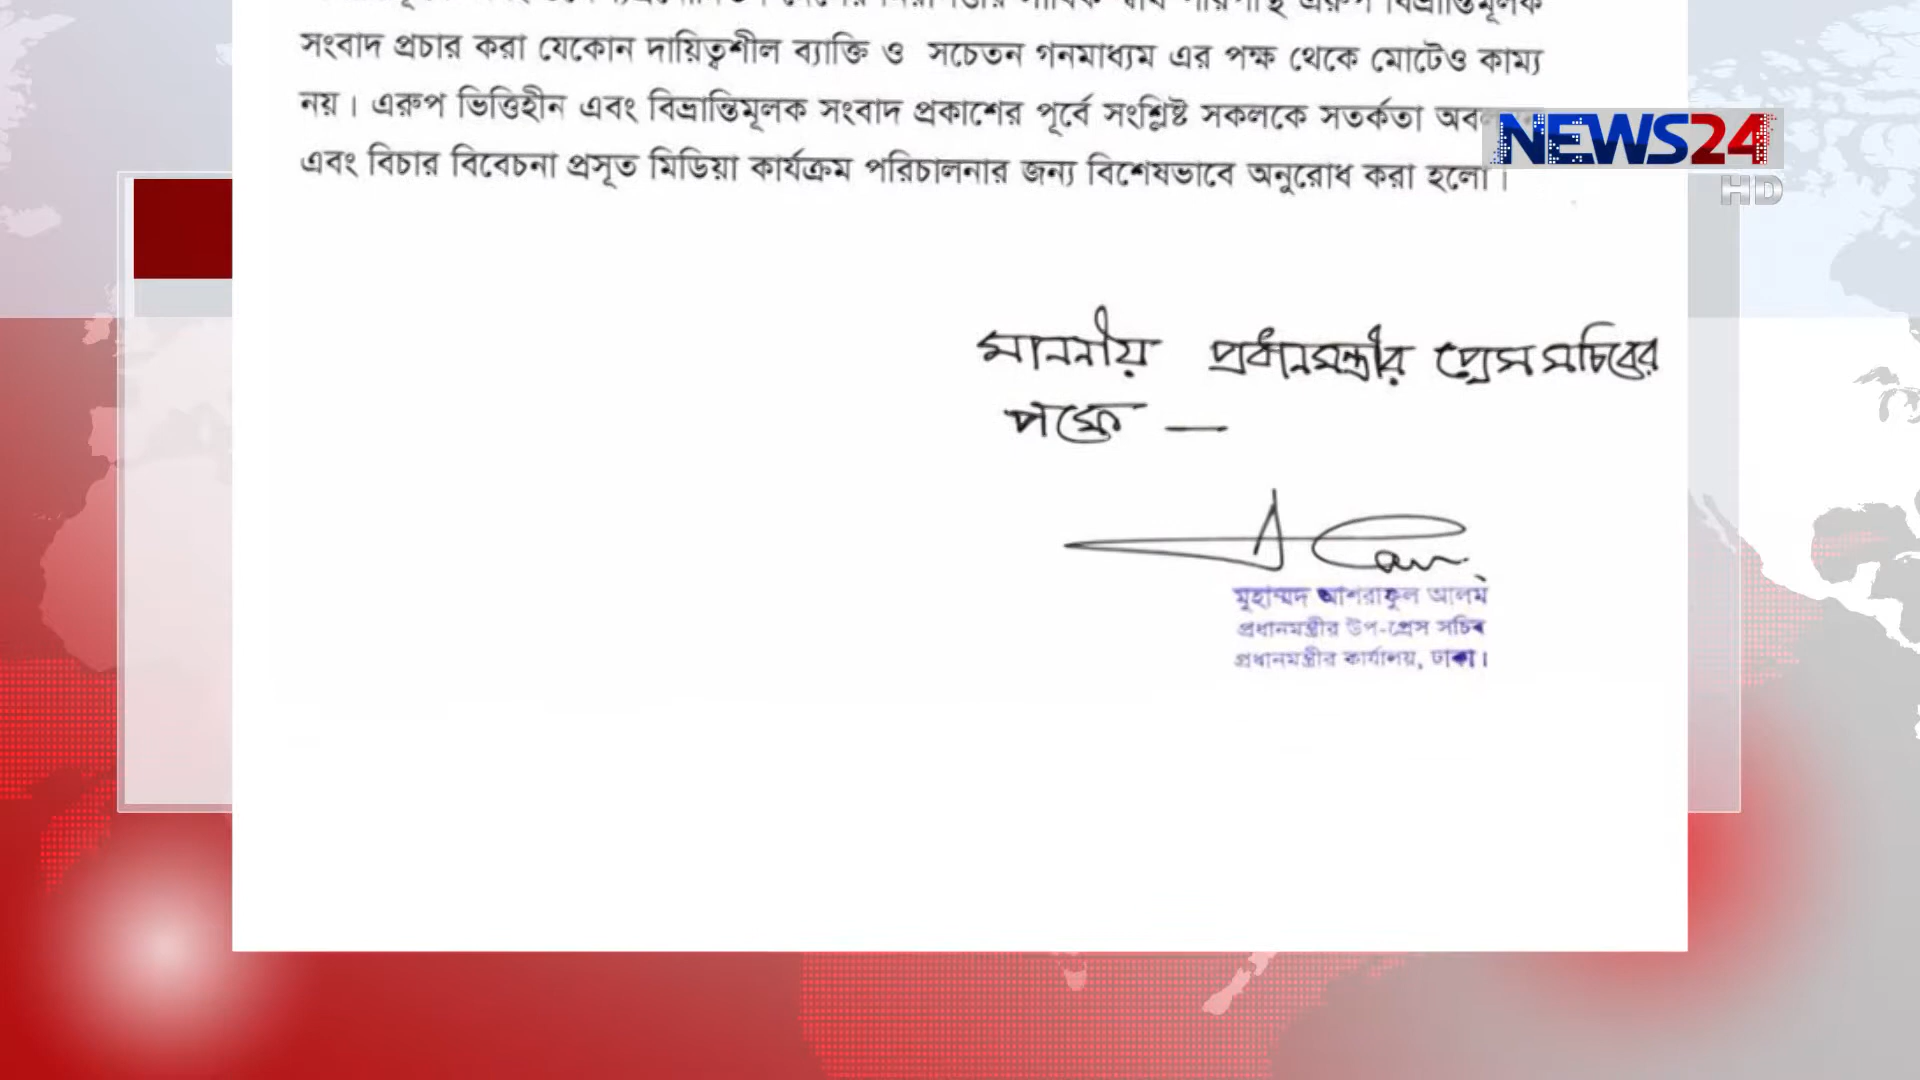 সংবাদ প্রচার করা যেকোন দায়িত্বশীল ব্যাক্তি ও সচেতন গনমাধ্যম এর পক্ষ থেকে মোটেও কাম্য
নয়। এরুপ ভিত্তিহীন এবং বিভ্রান্তিমূলক সংবাদ প্রকাশের পূর্বে সংশ্লিষ্ট সকলকে সতর্কতা
এবং বিচার বিবেচনা প্রসূত মিডিয়া কার্যক্রম পরিচালনার জন্য বিশেষভাবে অনুরোধ করা হলো।
NEWS24
HD
মাননীয় প্রধানমন্ত্রীর প্রেস সচিবের
পক্ষে —
মুহাম্মদ আশরাফুল আলম
প্রধানমন্ত্রীর উপ-প্রেস সচিব
প্রধানমন্ত্রীর কার্যালয়, ঢাকা।